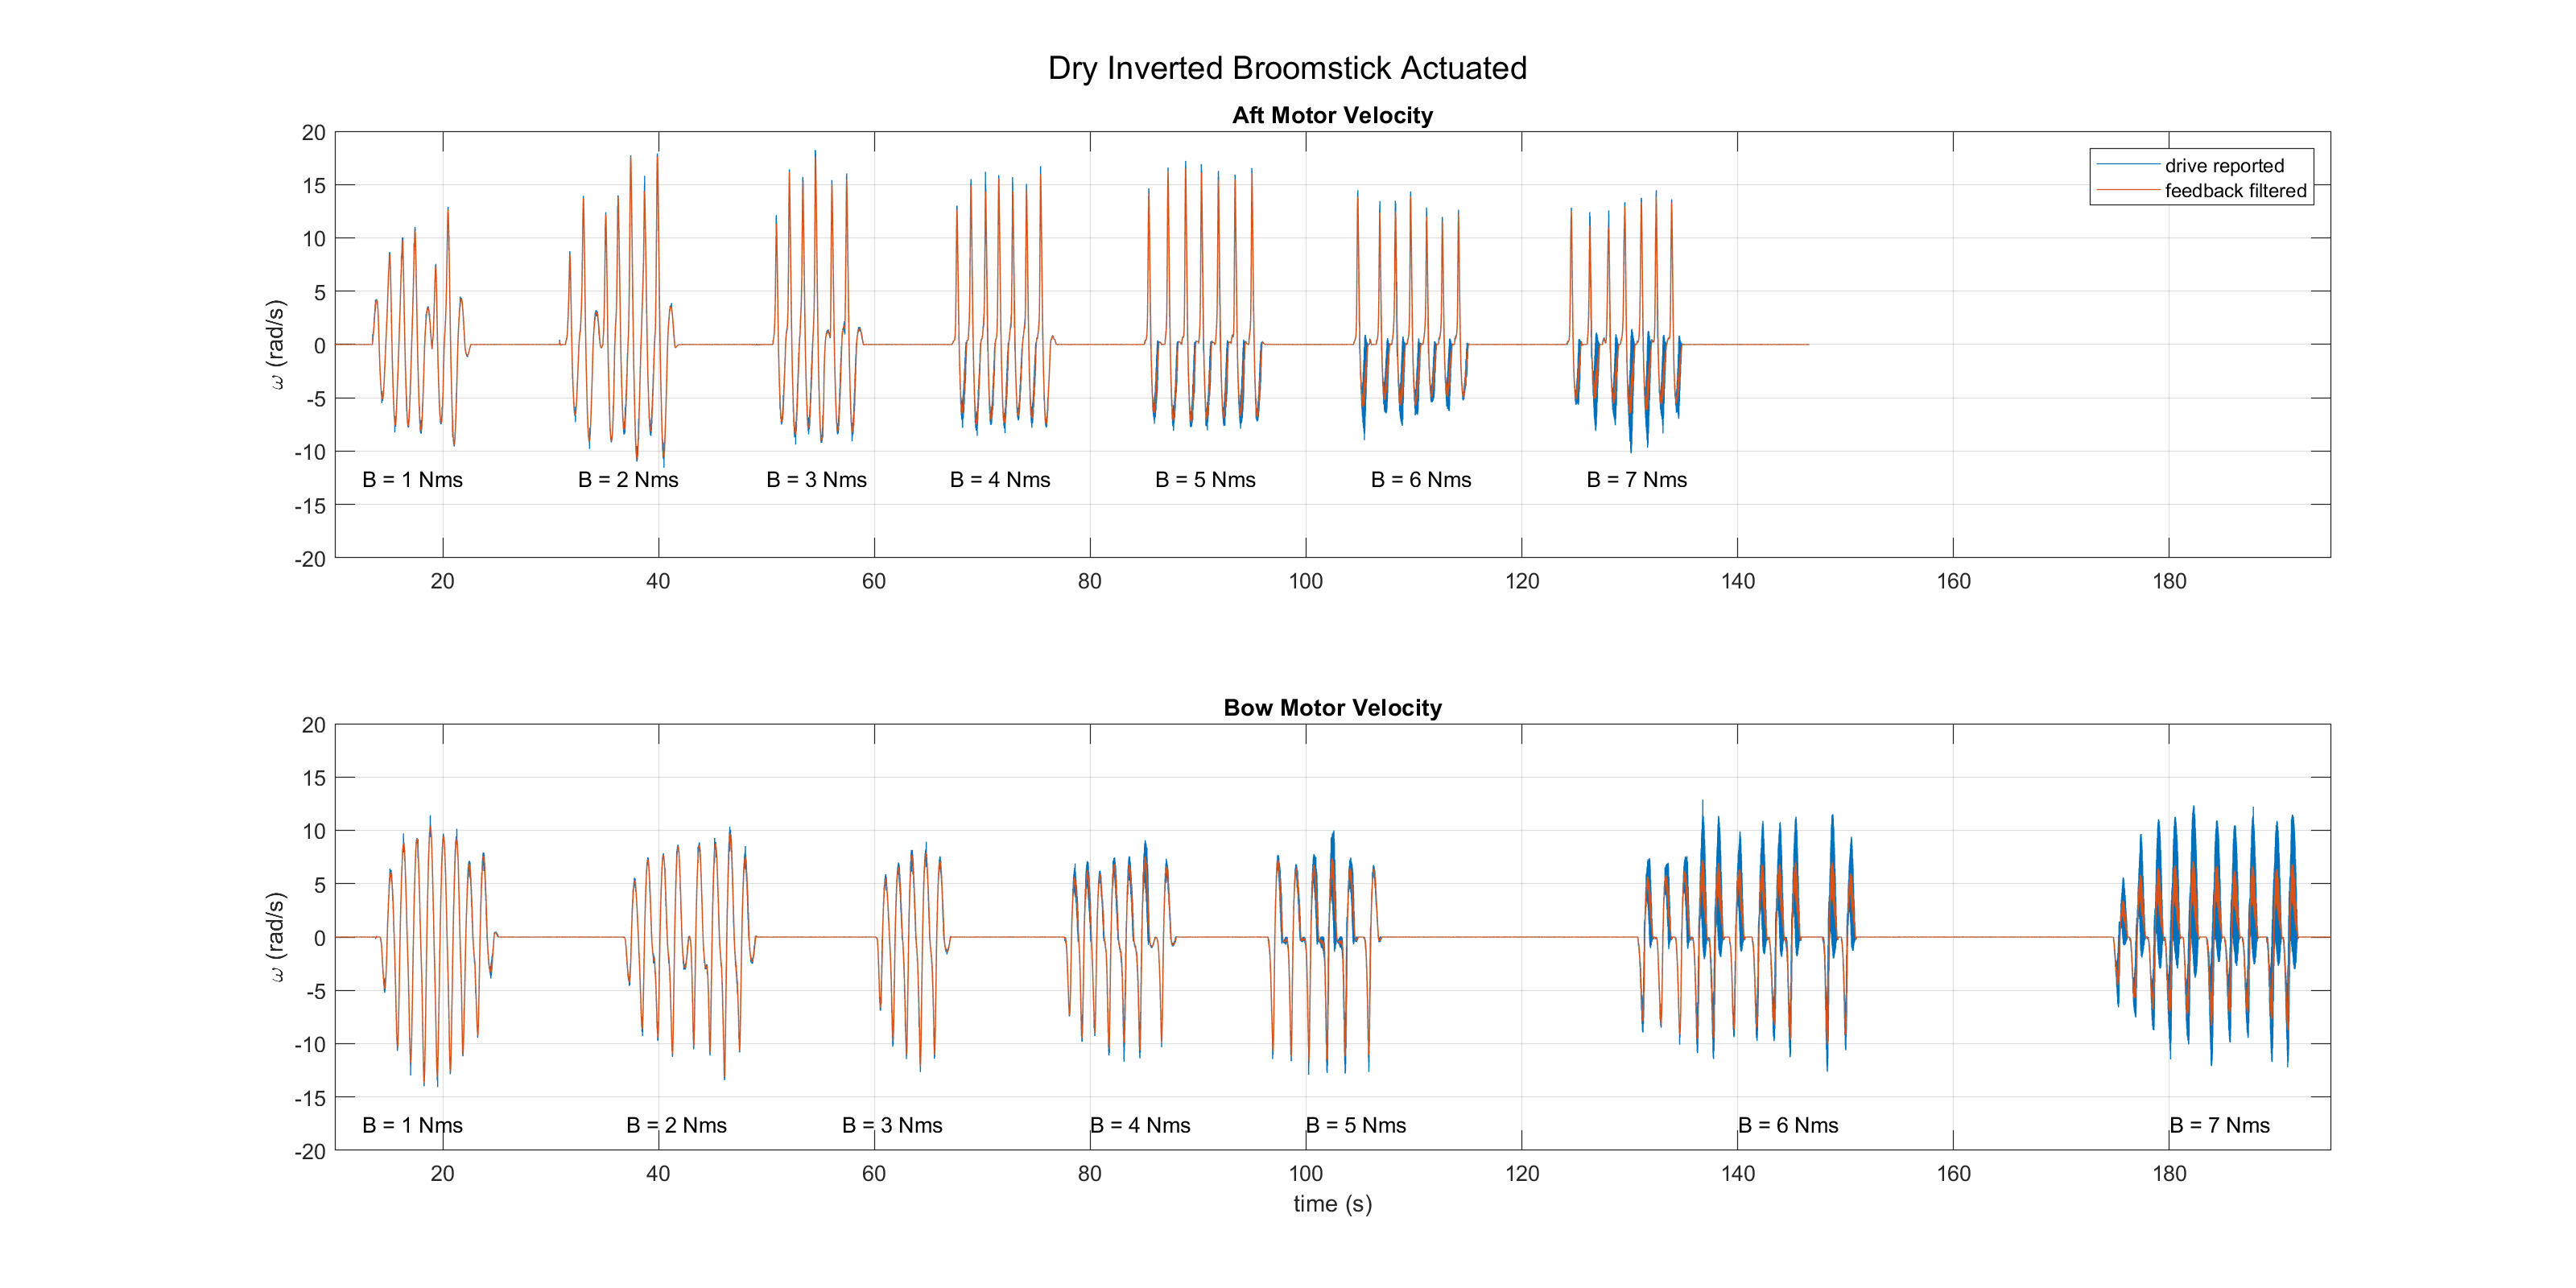 Dry Inverted Broomstick Actuated
Aft Motor Velocity
20
15
10
5
0
-5
-10
-15
-20
ω (rad/s)
drive reported
feedback filtered
B = 1 Nms B = 2 Nms B = 3 Nms B = 4 Nms B = 5 Nms B = 6 Nms B = 7 Nms
20 40 60 80 100 120 140 160 180
Bow Motor Velocity
20
15
10
5
0
-5
-10
-15
-20
ω (rad/s)
B = 1 Nms B = 2 Nms B = 3 Nms B = 4 Nms B = 5 Nms B = 6 Nms B = 7 Nms
20 40 60 80 100 120 140 160 180
time (s)